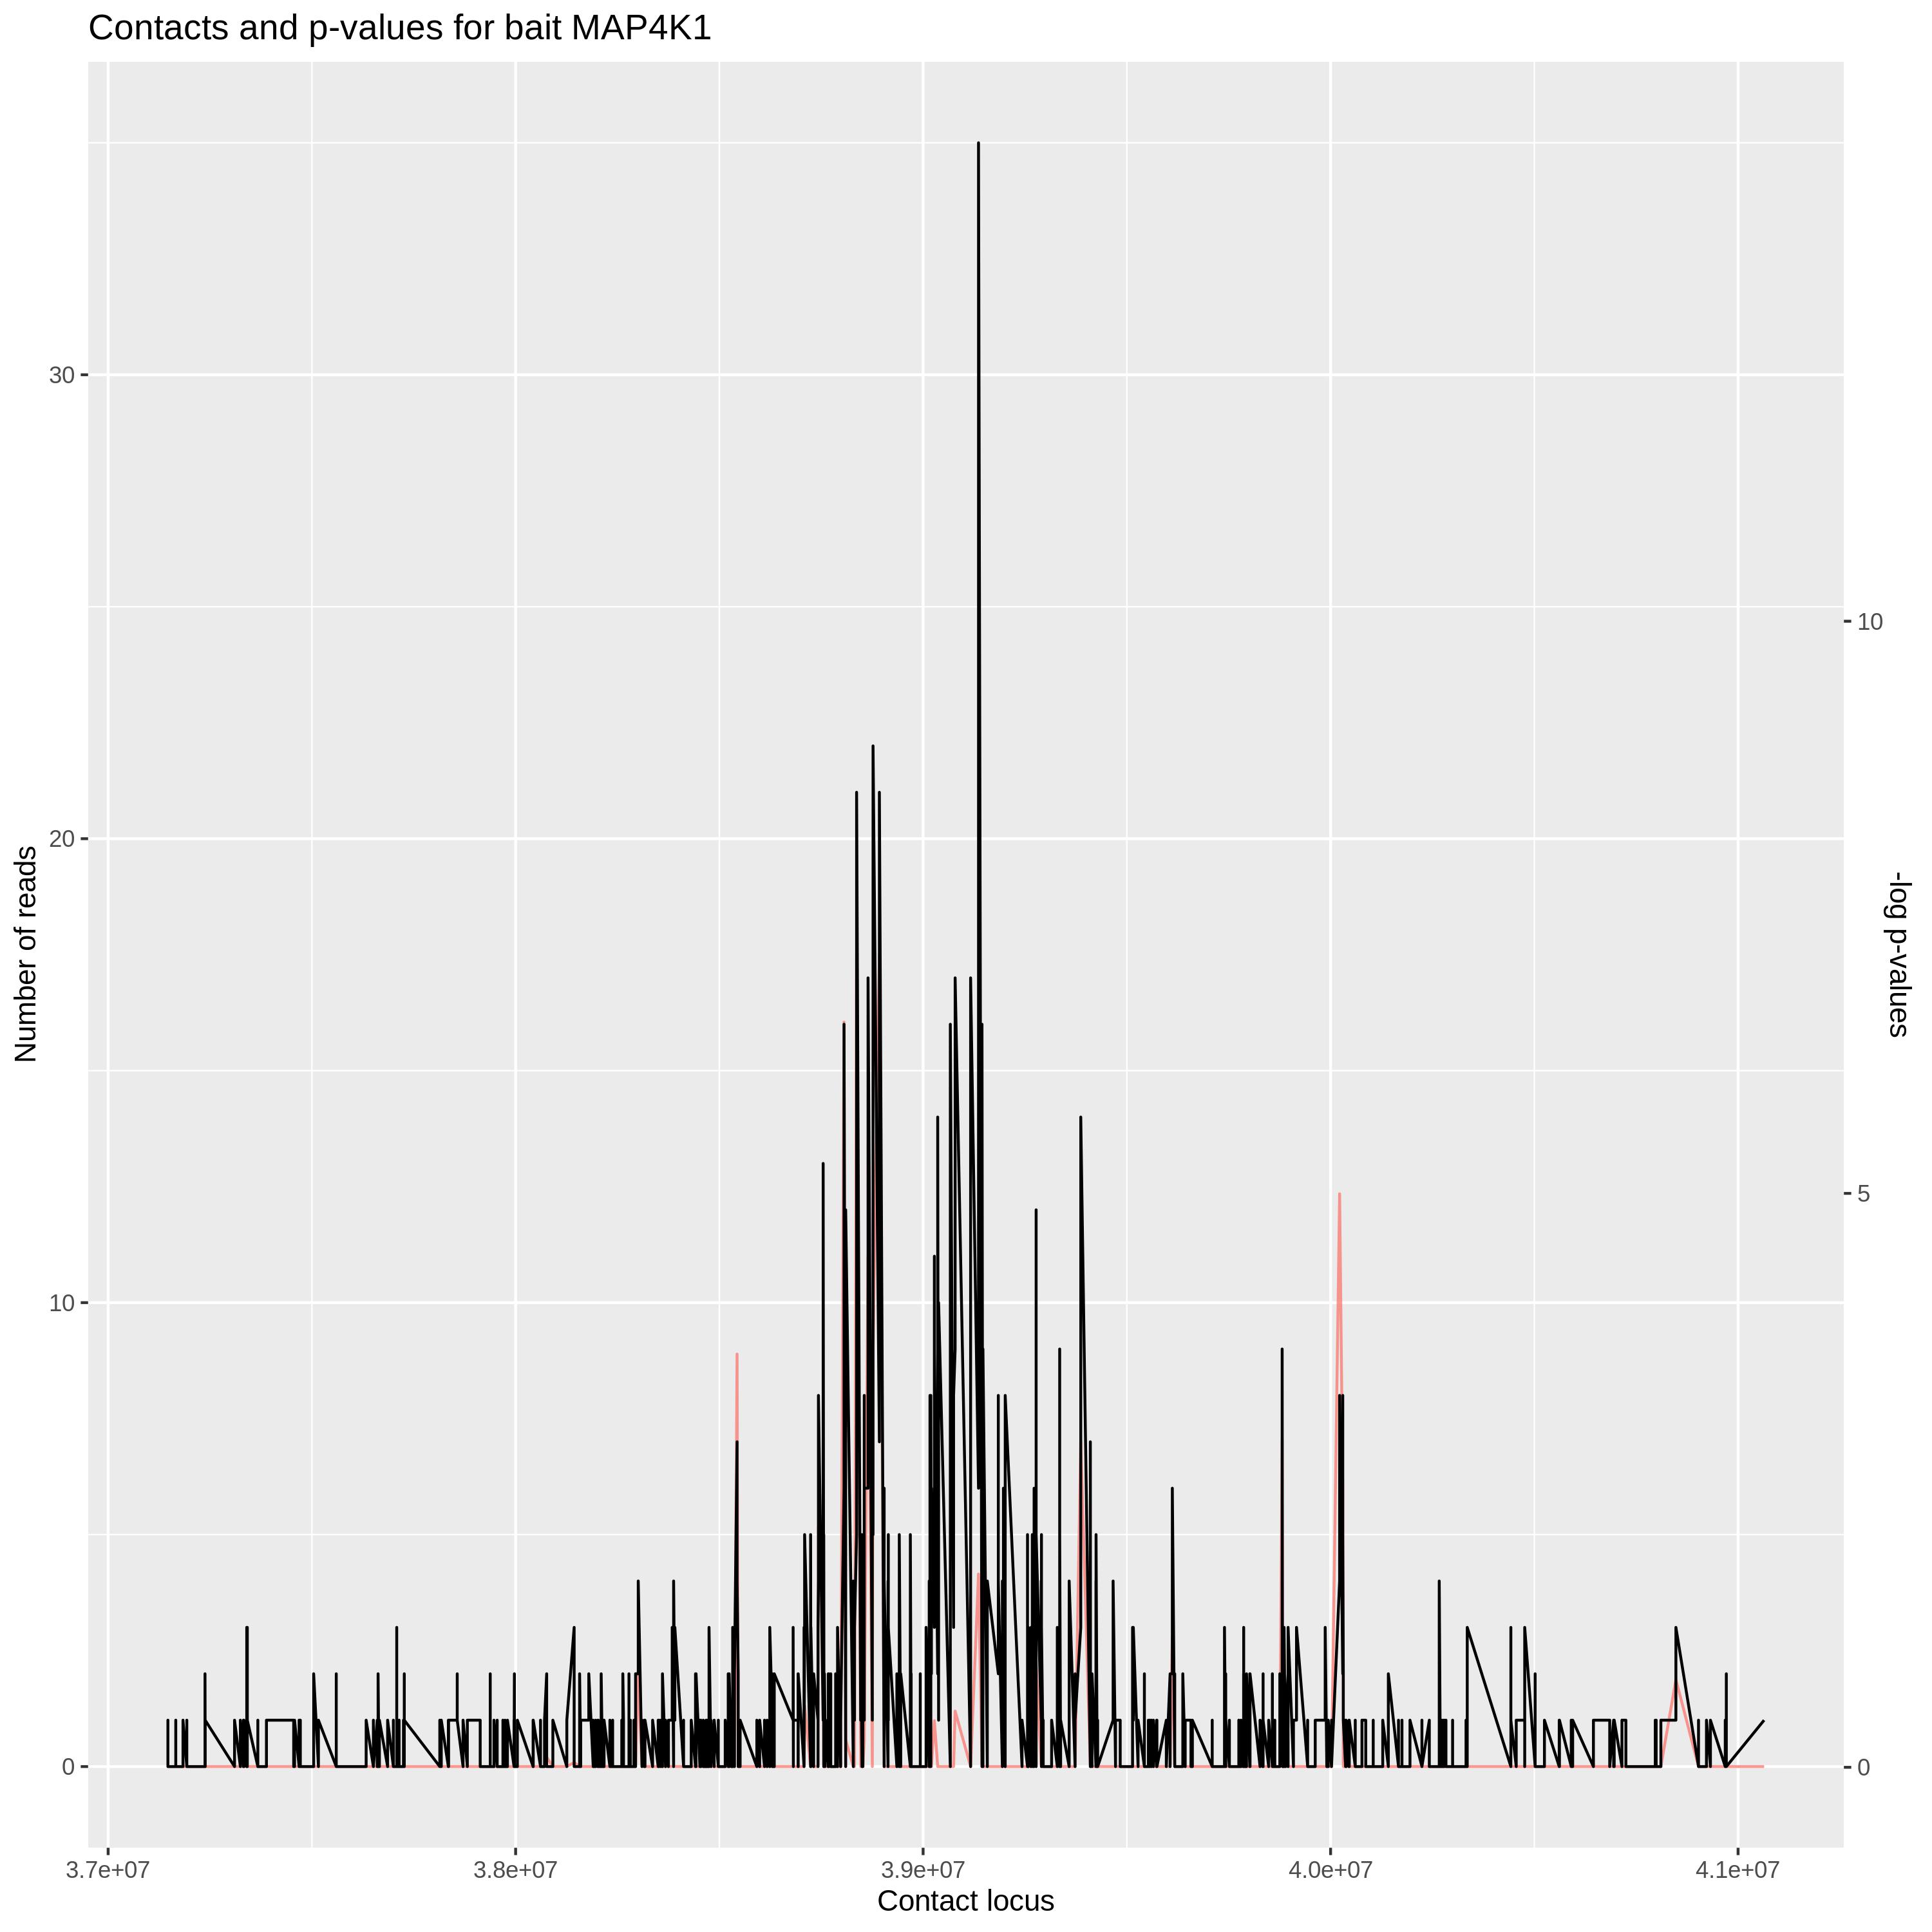 Contacts and p-values for bait MAP4K1
30
20
10
0
Number of reads
10
5
0
-log p-values
3.7e+07
3.8e+07
3.9e+07
4.0e+07
4.1e+07
Contact locus